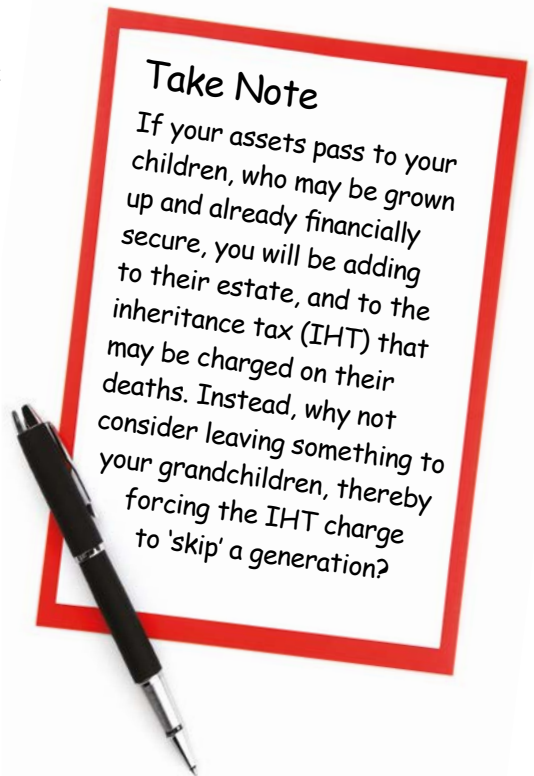 Take Note
If your assets pass to your
children, who may be grown
up and already financially
secure, you will be adding
to their estate, and to the
inheritance tax (IHT) that
may be charged on their
deaths. Instead, why not
consider leaving something to
your grandchildren, thereby
forcing the IHT charge
to ‘skip’ a generation?